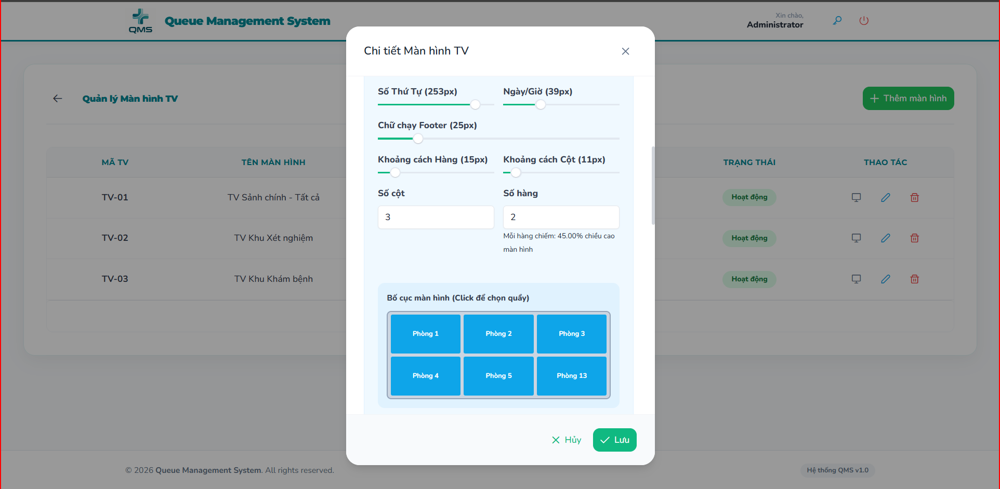 QMS
Queue Management System
Xin chào,
Administrator
Quản lý Màn hình TV
Thêm màn hình
MÃ TV
TÊN MÀN HÌNH
TRẠNG THÁI
THAO TÁC
TV-01
TV Sảnh chính - Tất cả
Hoạt động
TV-02
TV Khu Xét nghiệm
Hoạt động
TV-03
TV Khu Khám bệnh
Hoạt động
Chi tiết Màn hình TV
Số Thứ Tự (253px)
Ngày/Giờ (39px)
Chữ chạy Footer (25px)
Khoảng cách Hàng (15px)
Khoảng cách Cột (11px)
Số cột
Số hàng
3
2
Mỗi hàng chiếm: 45.00% chiều cao
màn hình
Bố cục màn hình (Click để chọn quầy)
Phòng 1
Phòng 2
Phòng 3
Phòng 4
Phòng 5
Phòng 13
Hủy
Lưu
© 2026 Queue Management System. All rights reserved.
Hệ thống QMS v1.0